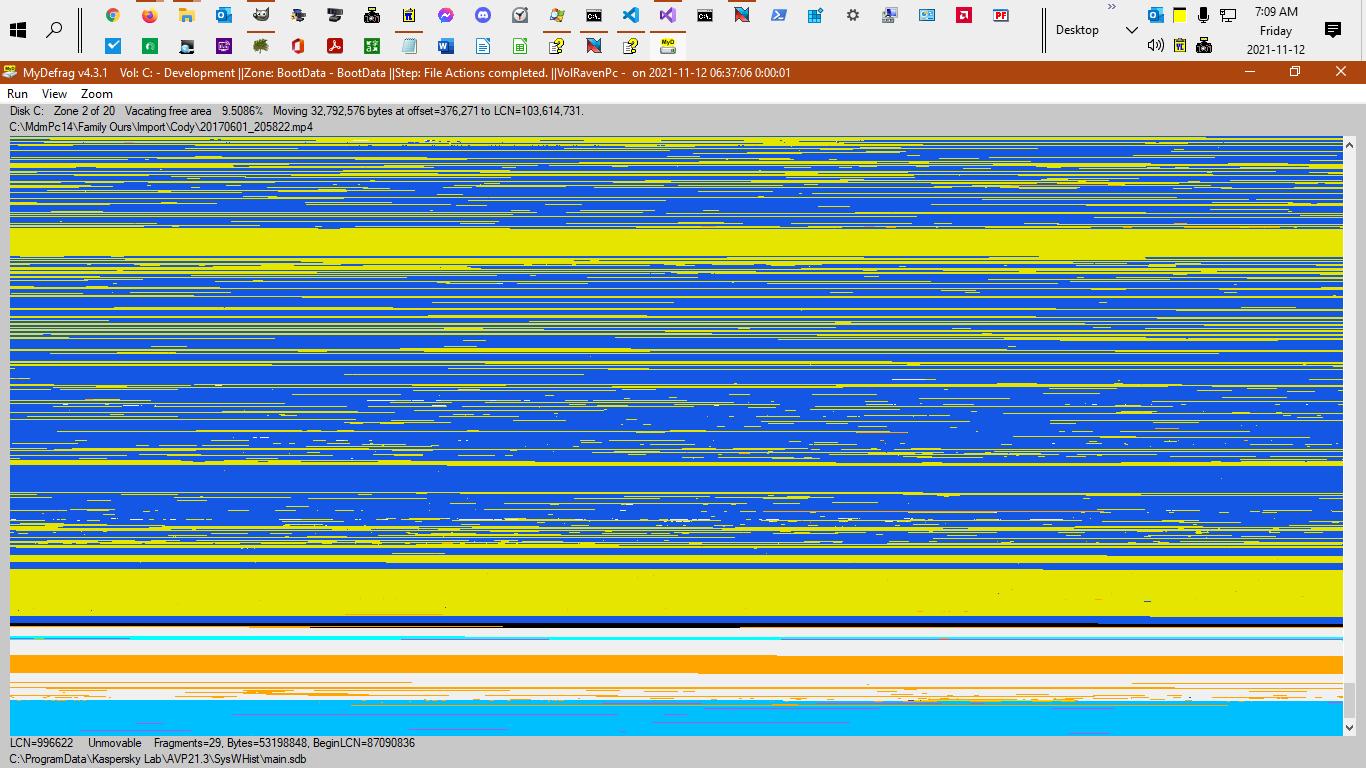 7:09 AM
Desktop
Friday
2021-11-12
MyDefrag v4.3.1 Vol: C: - Development ||Zone: BootData - BootData ||Step: File Actions completed. ||VolRavenPc - on 2021-11-12 06:37:06 0:00:01
Run View Zoom
Disk C: Zone 2 of 20 Vacating free area 9.5086% Moving 32,792,576 bytes at offset=376,271 to LCN=103,614,731.
C:\MdmPc14\Family Ours\Import\Cody\20170601_205822.mp4
LCN=996622 Unmovable Fragments=29, Bytes=53198848, BeginLCN=87090836
C:\ProgramData\Kaspersky Lab\AVP21.3\SysWHist\main.sdb